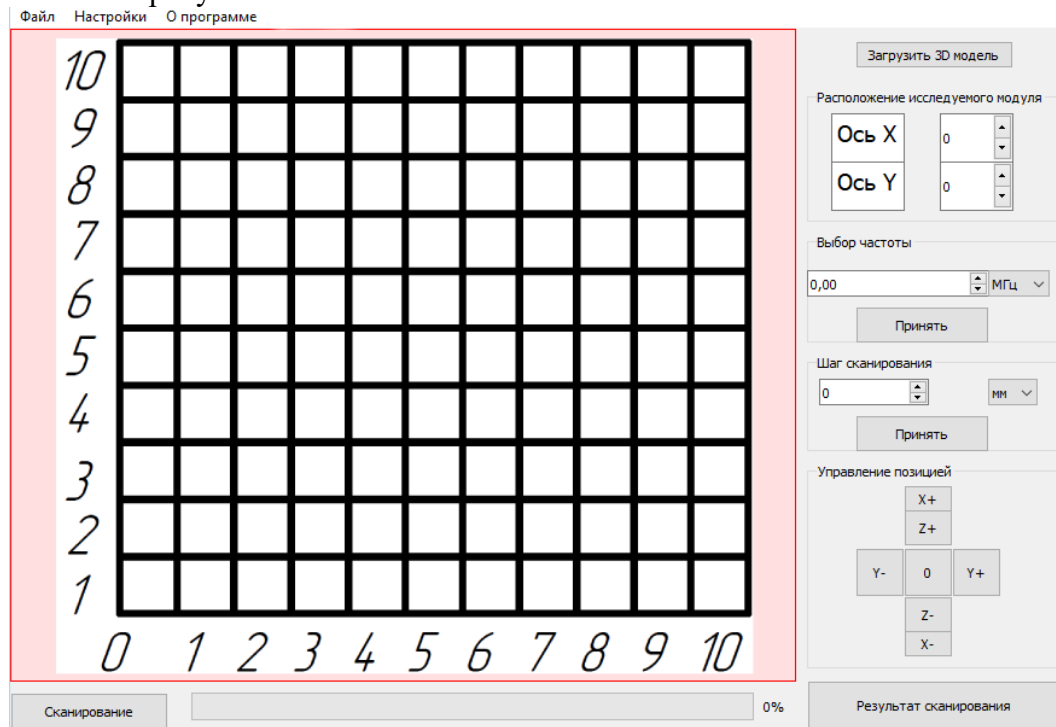 Файл Настройки О программе
10
9
8
7
6
5
4
3
2
1
0 1 2 3 4 5 6 7 8 9 10
Загрузить 3D модель
Расположение исследуемого модуля
Ось X 0
Ось Y 0
Выбор частоты
0,00 МГц
Принять
Шаг сканирования
0 мм
Принять
Управление позицией
X+
Z+
Y- 0 Y+
Z-
X-
Сканирование 0% Результат сканирования